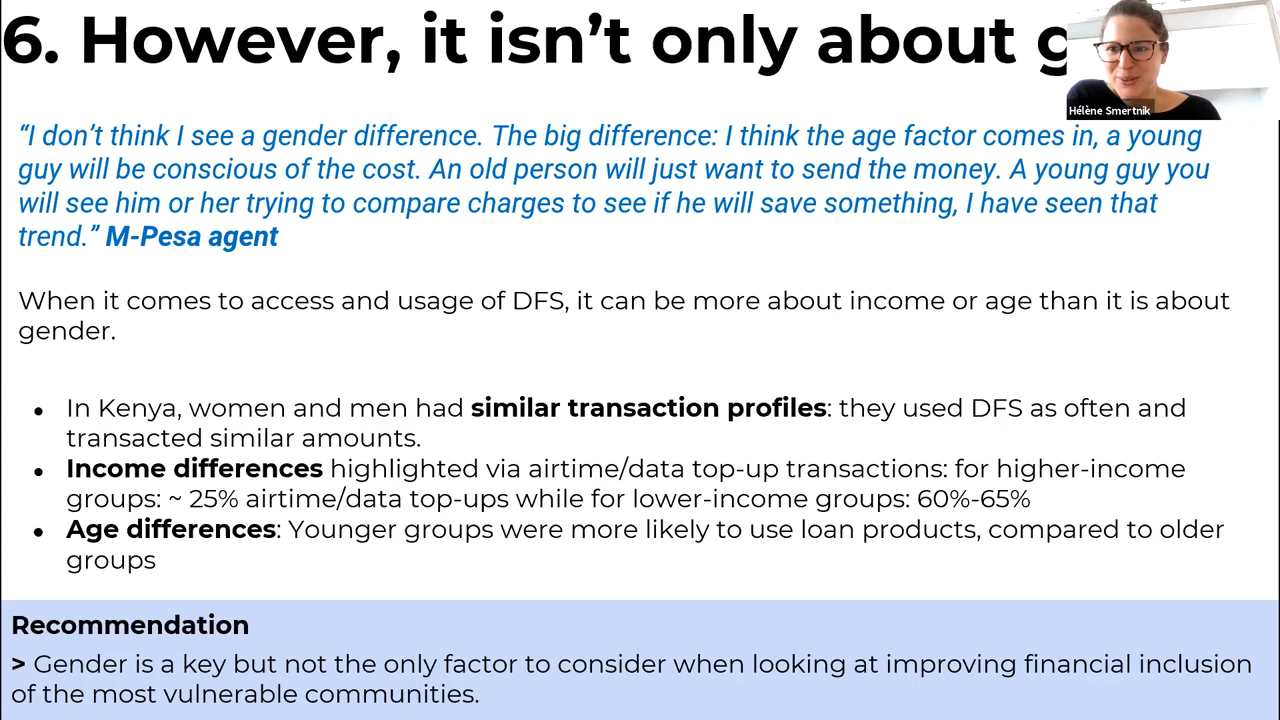 6. However, it isn’t only about
Hélène Smertnik
“I don’t think I see a gender difference. The big difference: I think the age factor comes in, a young
guy will be conscious of the cost. An old person will just want to send the money. A young guy you
will see him or her trying to compare charges to see if he will save something, I have seen that
trend.” M-Pesa agent
When it comes to access and usage of DFS, it can be more about income or age than it is about
gender.
● In Kenya, women and men had similar transaction profiles: they used DFS as often and
transacted similar amounts.
● Income differences highlighted via airtime/data top-up transactions: for higher-income
groups: ~ 25% airtime/data top-ups while for lower-income groups: 60%-65%
● Age differences: Younger groups were more likely to use loan products, compared to older
groups
Recommendation
> Gender is a key but not the only factor to consider when looking at improving financial inclusion
of the most vulnerable communities.